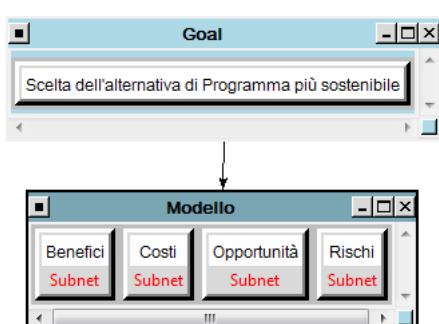 Goal
Scelta dell'alternativa di Programma più sostenibile
Modello
Benefici Costi Opportunità Rischi
Subnet Subnet Subnet Subnet